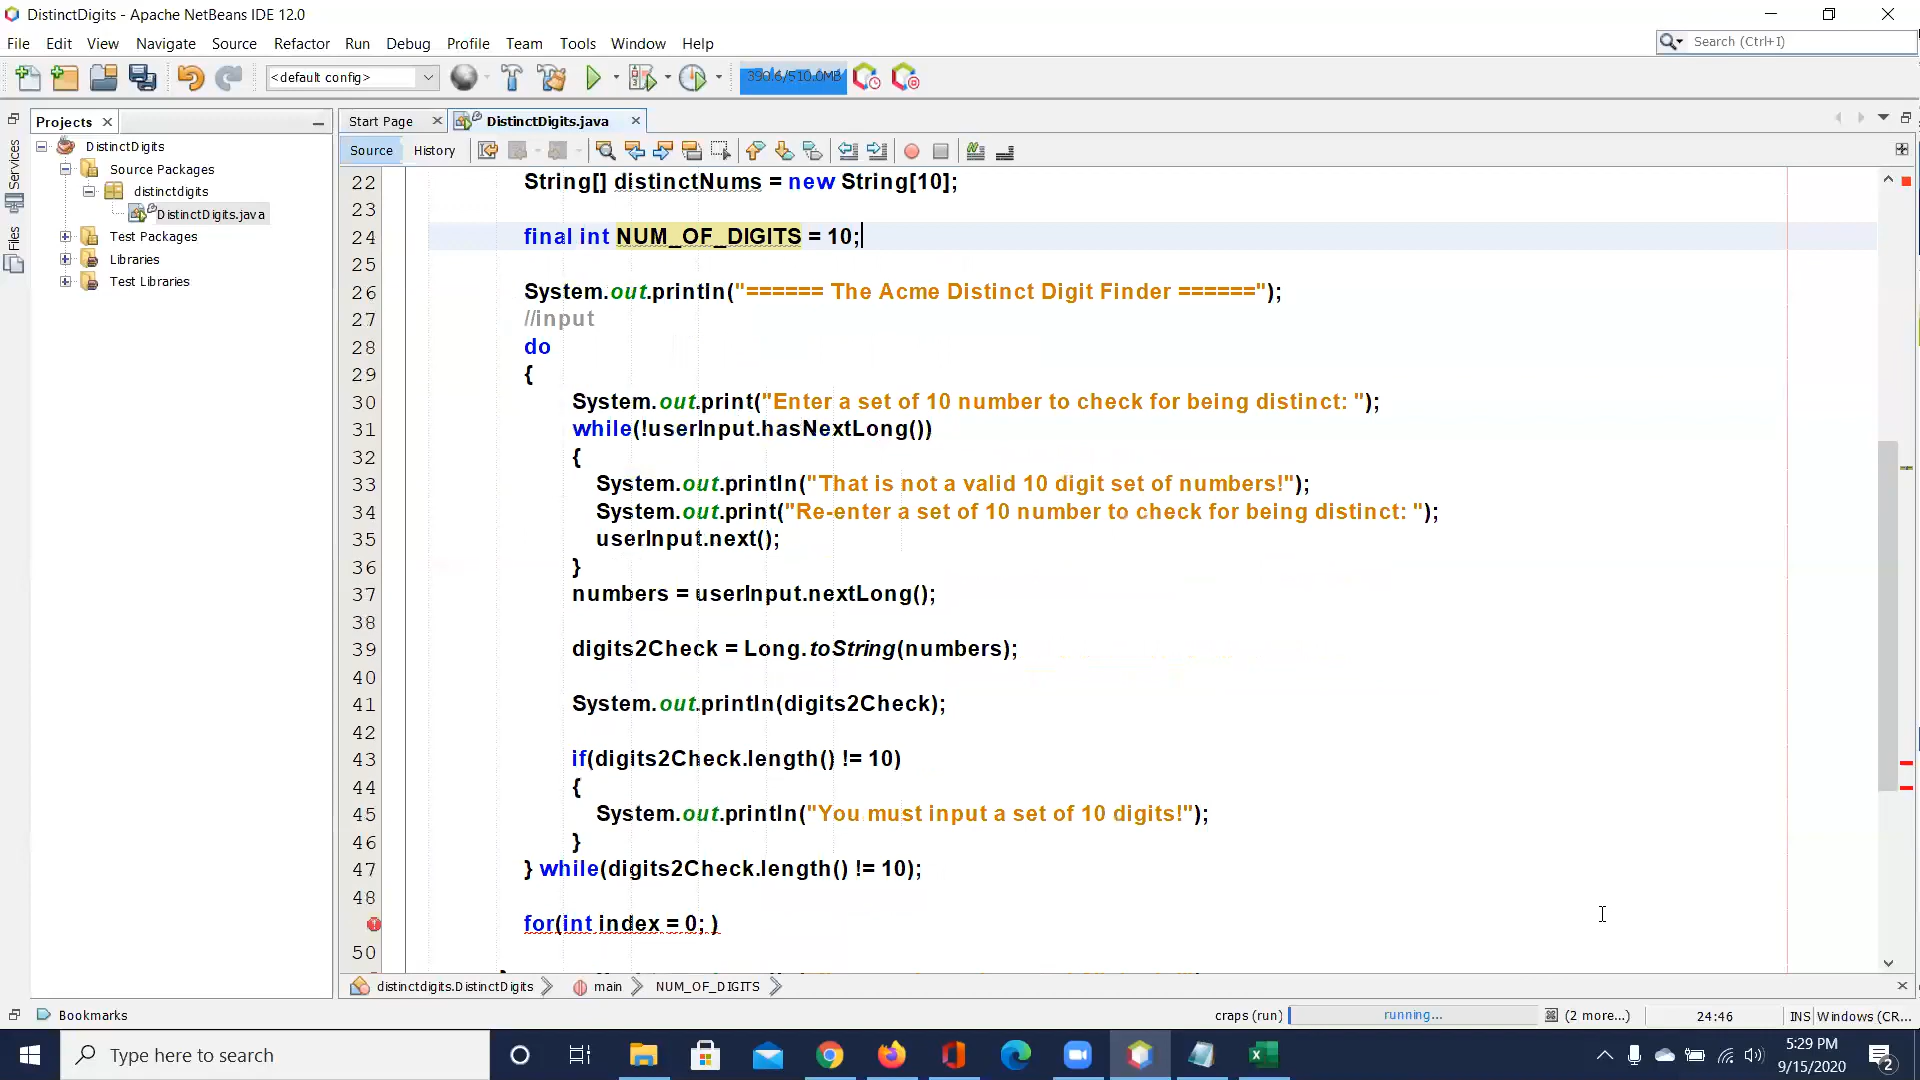 DistinctDigits - Apache NetBeans IDE 12.0
File Edit View Navigate Source Refactor Run Debug Profile Team Tools Window Help
Search (Ctrl+I)
<default config>
390.6/510.0MB
Projects
Start Page
DistinctDigits.java
Services
Files
DistinctDigits
Source Packages
distinctdigits
DistinctDigits.java
Test Packages
Libraries
Test Libraries
Source History
22 String[] distinctNums = new String[10];
23
24 final int NUM_OF_DIGITS = 10;
25
26 System.out.println("====== The Acme Distinct Digit Finder ======");
27 //input
28 do
29 {
30 System.out.print("Enter a set of 10 number to check for being distinct: ");
31 while(!userInput.hasNextLong())
32 {
33 System.out.println("That is not a valid 10 digit set of numbers!");
34 System.out.print("Re-enter a set of 10 number to check for being distinct: ");
35 userInput.next();
36 }
37 numbers = userInput.nextLong();
38
39 digits2Check = Long.toString(numbers);
40
41 System.out.println(digits2Check);
42
43 if(digits2Check.length() != 10)
44 {
45 System.out.println("You must input a set of 10 digits!");
46 }
47 } while(digits2Check.length() != 10);
48
for(int index = 0; )
50
distinctdigits.DistinctDigits main NUM_OF_DIGITS
Bookmarks
craps (run) running... (2 more...) 24:46 INS Windows (CR...
Type here to search
5:29 PM
9/15/2020
2